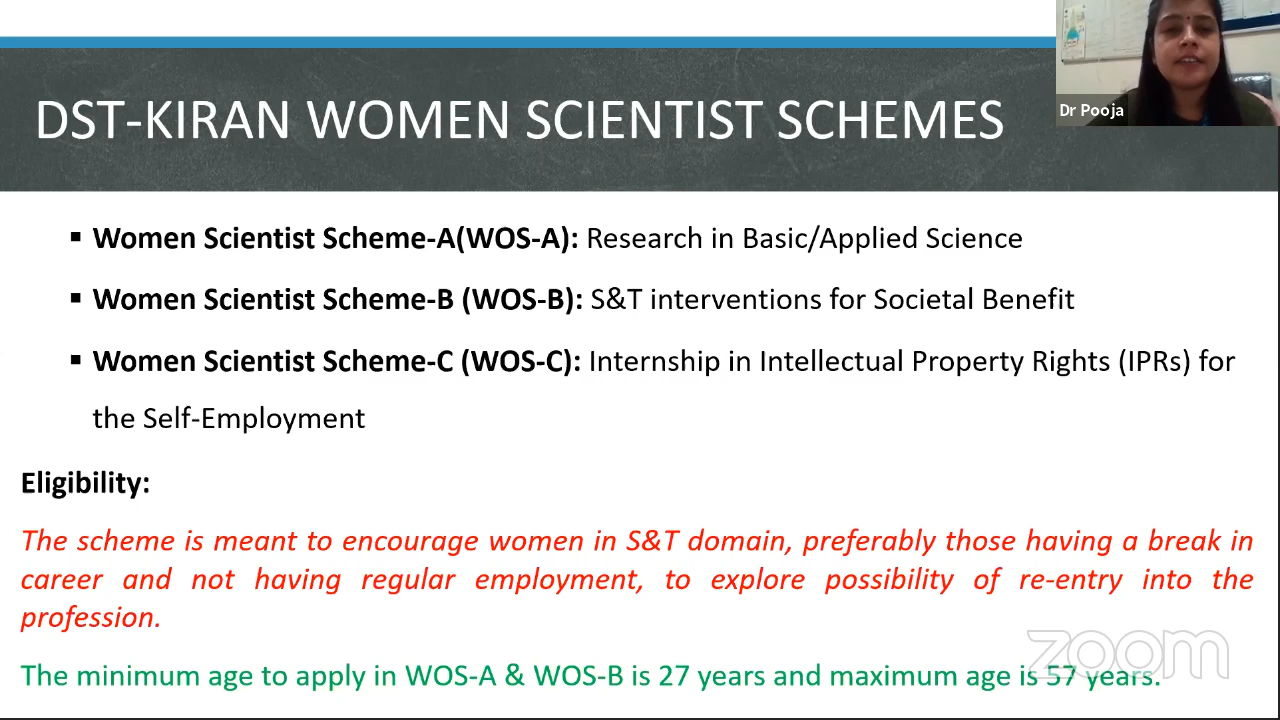 Dr Pooja
DST-KIRAN WOMEN SCIENTIST SCHEMES
▪ Women Scientist Scheme-A(WOS-A): Research in Basic/Applied Science
▪ Women Scientist Scheme-B (WOS-B): S&T interventions for Societal Benefit
▪ Women Scientist Scheme-C (WOS-C): Internship in Intellectual Property Rights (IPRs) for
the Self-Employment
Eligibility:
The scheme is meant to encourage women in S&T domain, preferably those having a break in
career and not having regular employment, to explore possibility of re-entry into the
profession.
The minimum age to apply in WOS-A & WOS-B is 27 years and maximum age is 57 years.
zoom